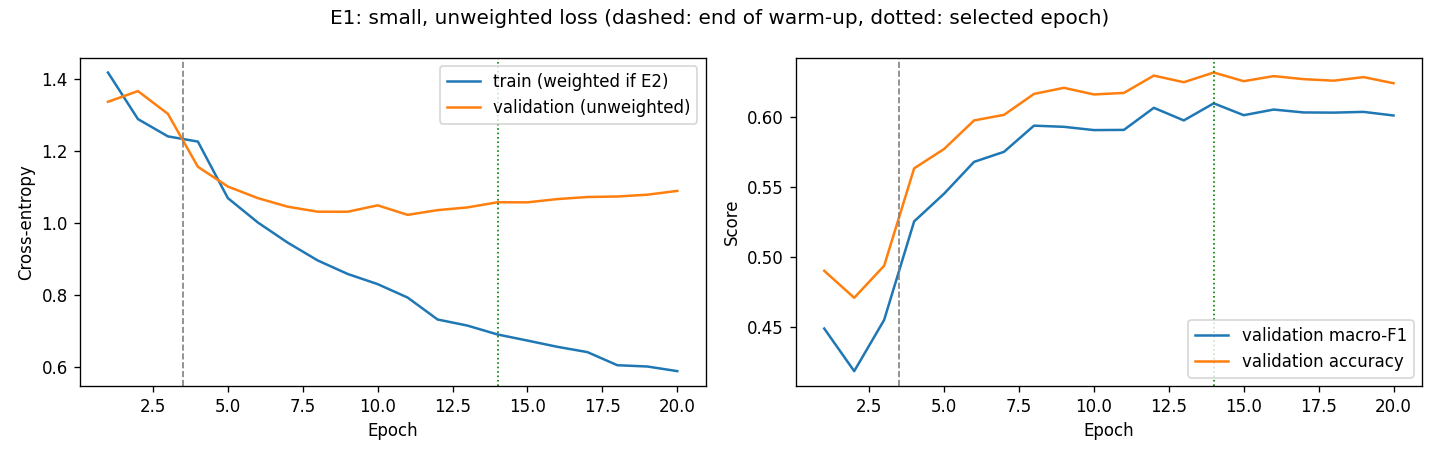 E1: small, unweighted loss (dashed: end of warm-up, dotted: selected epoch)
1.4
1.2
1.0
0.8
0.6
Cross-entropy
train (weighted if E2)
validation (unweighted)
2.5 5.0 7.5 10.0 12.5 15.0 17.5 20.0
Epoch
0.60
0.55
0.50
0.45
Score
validation macro-F1
validation accuracy
2.5 5.0 7.5 10.0 12.5 15.0 17.5 20.0
Epoch